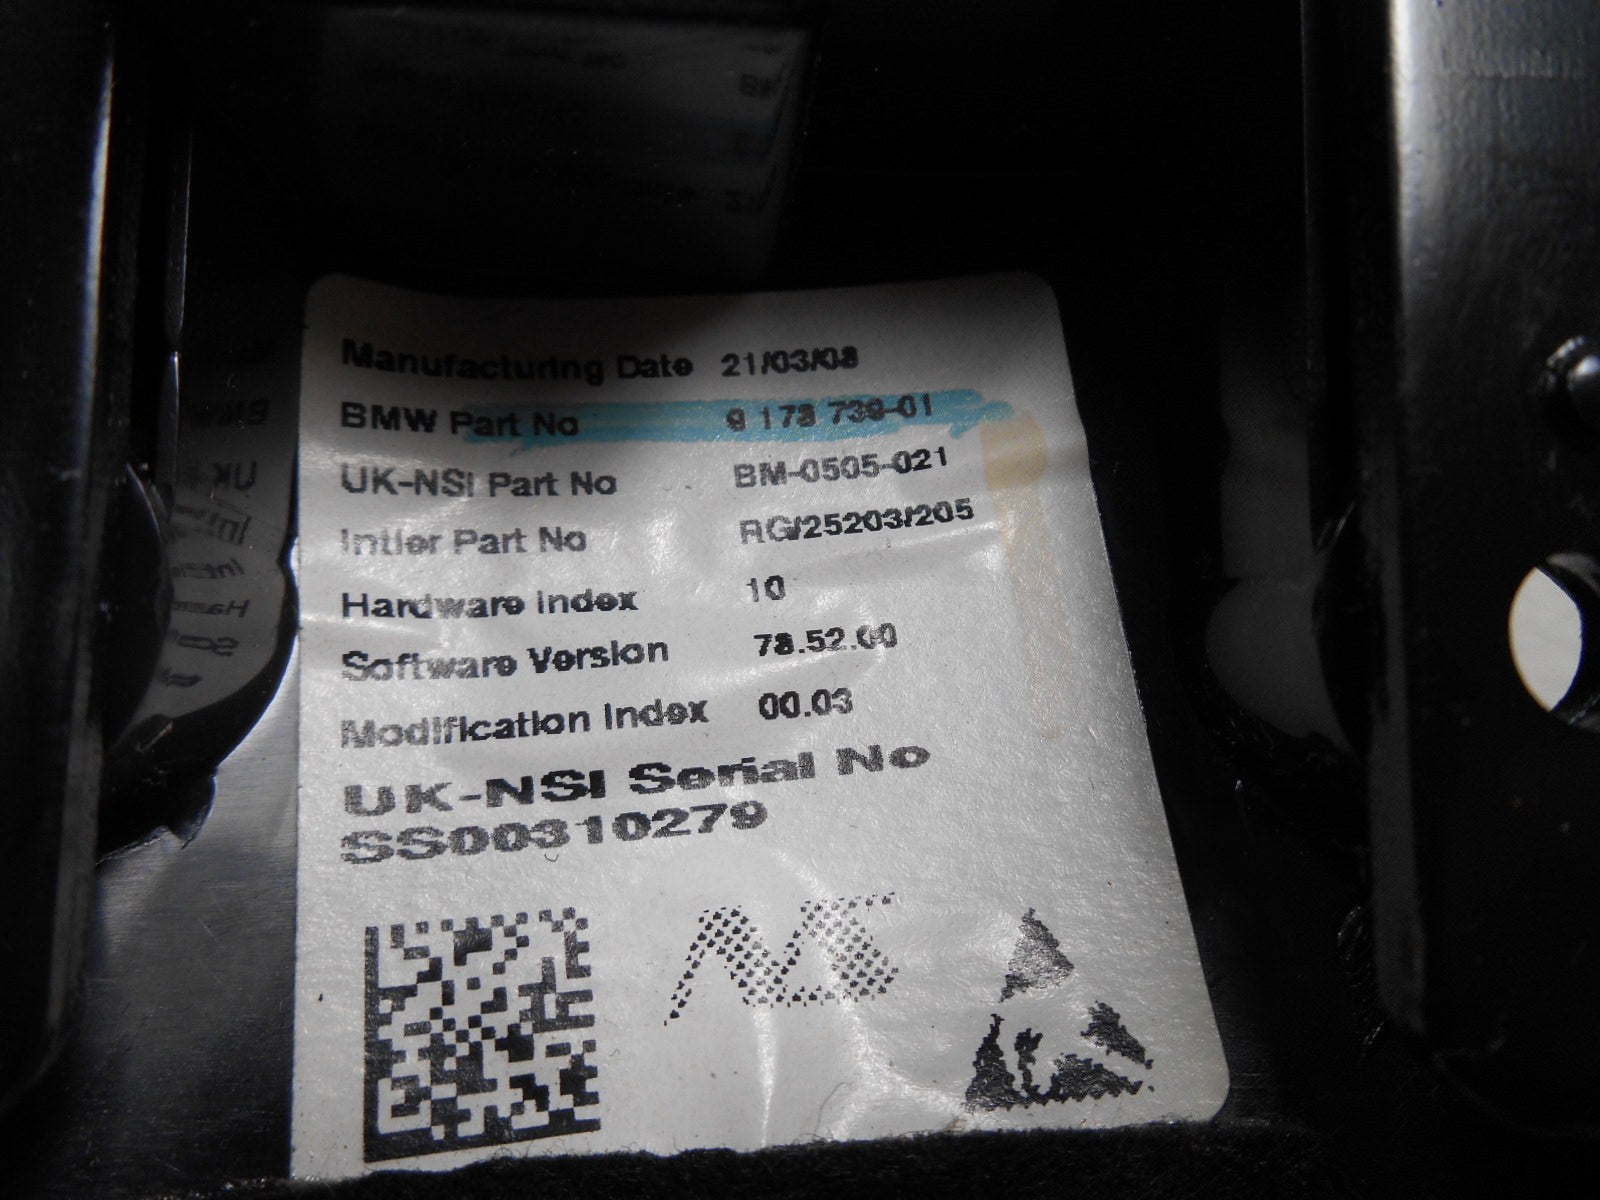 Manufacturing Date 21/03/08
BMW Part No 9 178 739-01
UK-NSI Part No BM-0505-021
Intier Part No RG/25203/205
Hardware Index 10
Software Version 78.52.00
Modification Index 00.03
UK-NSI Serial No
SS00310279